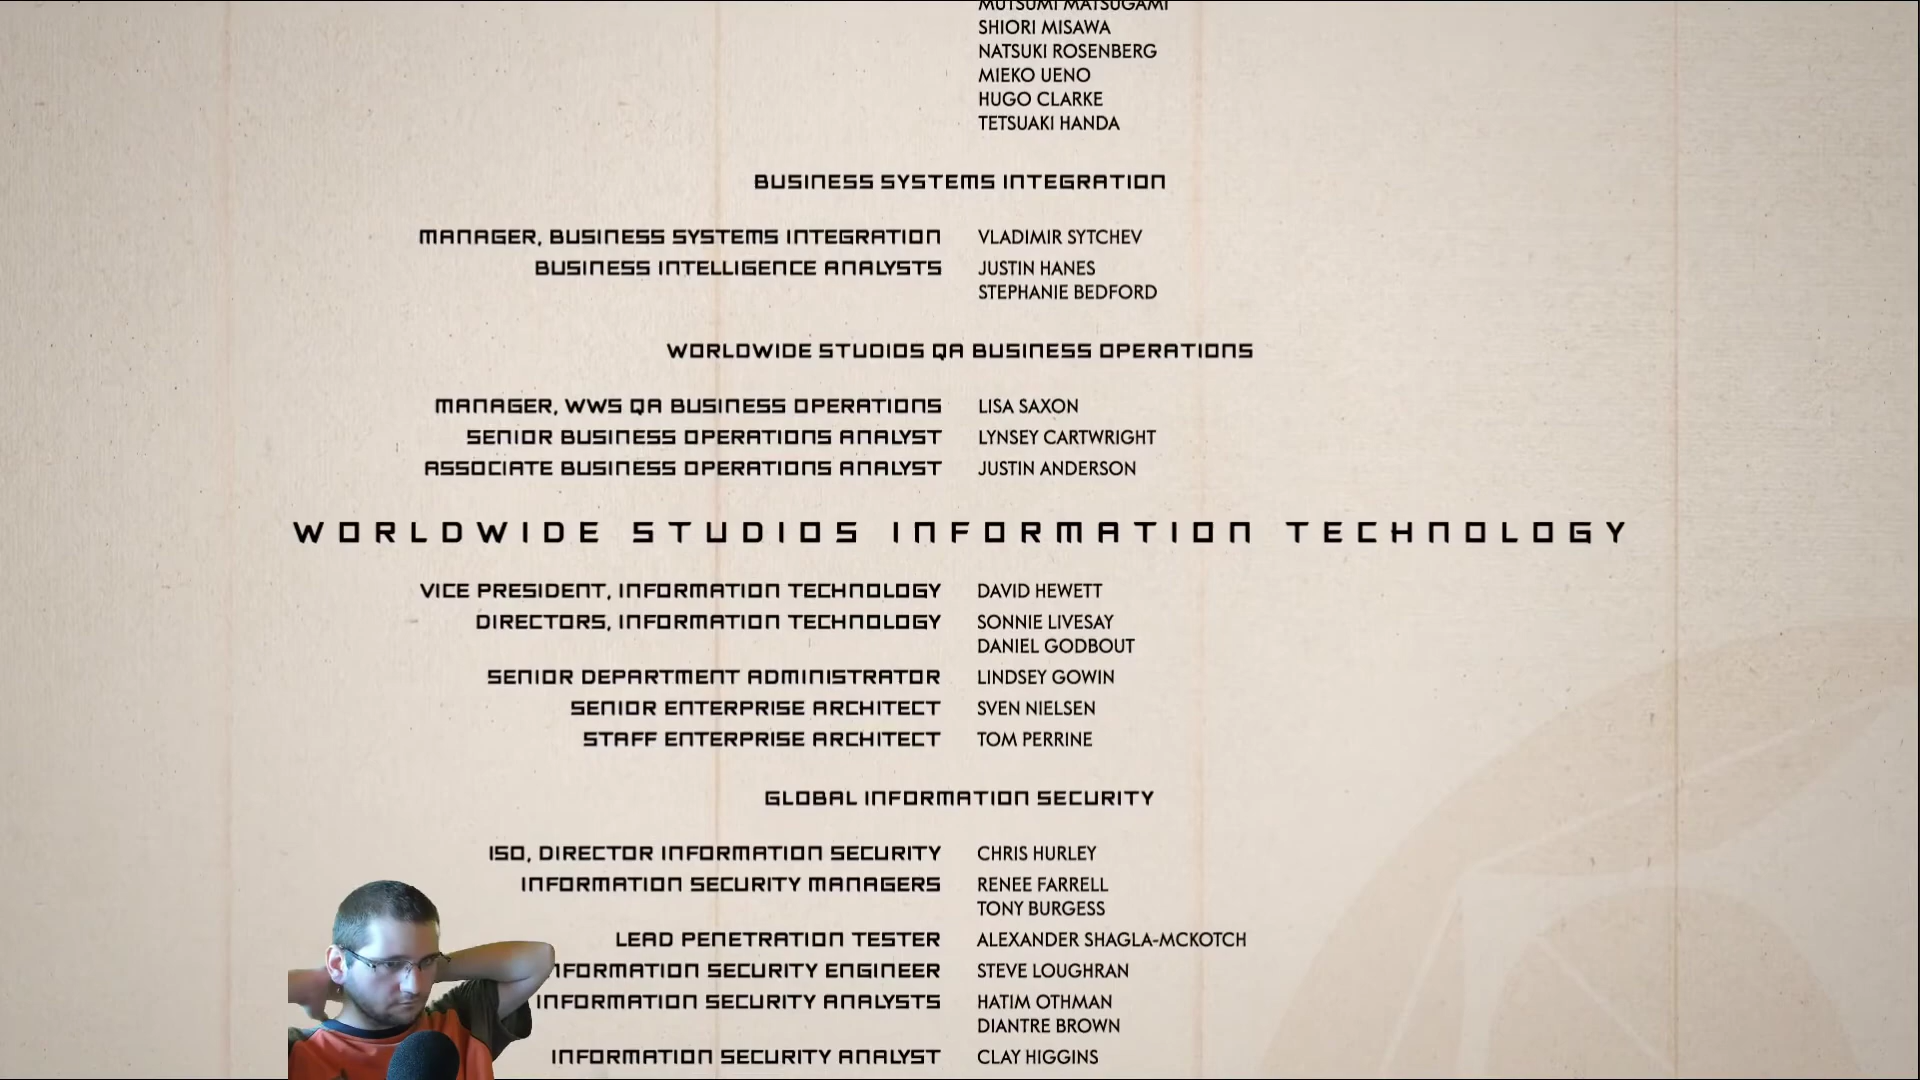 MUTSUMI MATSUGAMI
SHIORI MISAWA
NATSUKI ROSENBERG
MIEKO UENO
HUGO CLARKE
TETSUAKI HANDA
BUSINESS SYSTEMS INTEGRATION
MANAGER, BUSINESS SYSTEMS INTEGRATION VLADIMIR SYTCHEV
BUSINESS INTELLIGENCE ANALYSTS JUSTIN HANES
STEPHANIE BEDFORD
WORLDWIDE STUDIOS QA BUSINESS OPERATIONS
MANAGER, WWS QA BUSINESS OPERATIONS LISA SAXON
SENIOR BUSINESS OPERATIONS ANALYST LYNSEY CARTWRIGHT
ASSOCIATE BUSINESS OPERATIONS ANALYST JUSTIN ANDERSON
WORLDWIDE STUDIOS INFORMATION TECHNOLOGY
VICE PRESIDENT, INFORMATION TECHNOLOGY DAVID HEWETT
DIRECTORS, INFORMATION TECHNOLOGY SONNIE LIVESAY
DANIEL GODBOUT
SENIOR DEPARTMENT ADMINISTRATOR LINDSEY GOWIN
SENIOR ENTERPRISE ARCHITECT SVEN NIELSEN
STAFF ENTERPRISE ARCHITECT TOM PERRINE
GLOBAL INFORMATION SECURITY
ISO, DIRECTOR INFORMATION SECURITY CHRIS HURLEY
INFORMATION SECURITY MANAGERS RENEE FARRELL
TONY BURGESS
LEAD PENETRATION TESTER ALEXANDER SHAGLA-MCKOTCH
NFORMATION SECURITY ENGINEER STEVE LOUGHRAN
INFORMATION SECURITY ANALYSTS HATIM OTHMAN
DIANTRE BROWN
INFORMATION SECURITY ANALYST CLAY HIGGINS